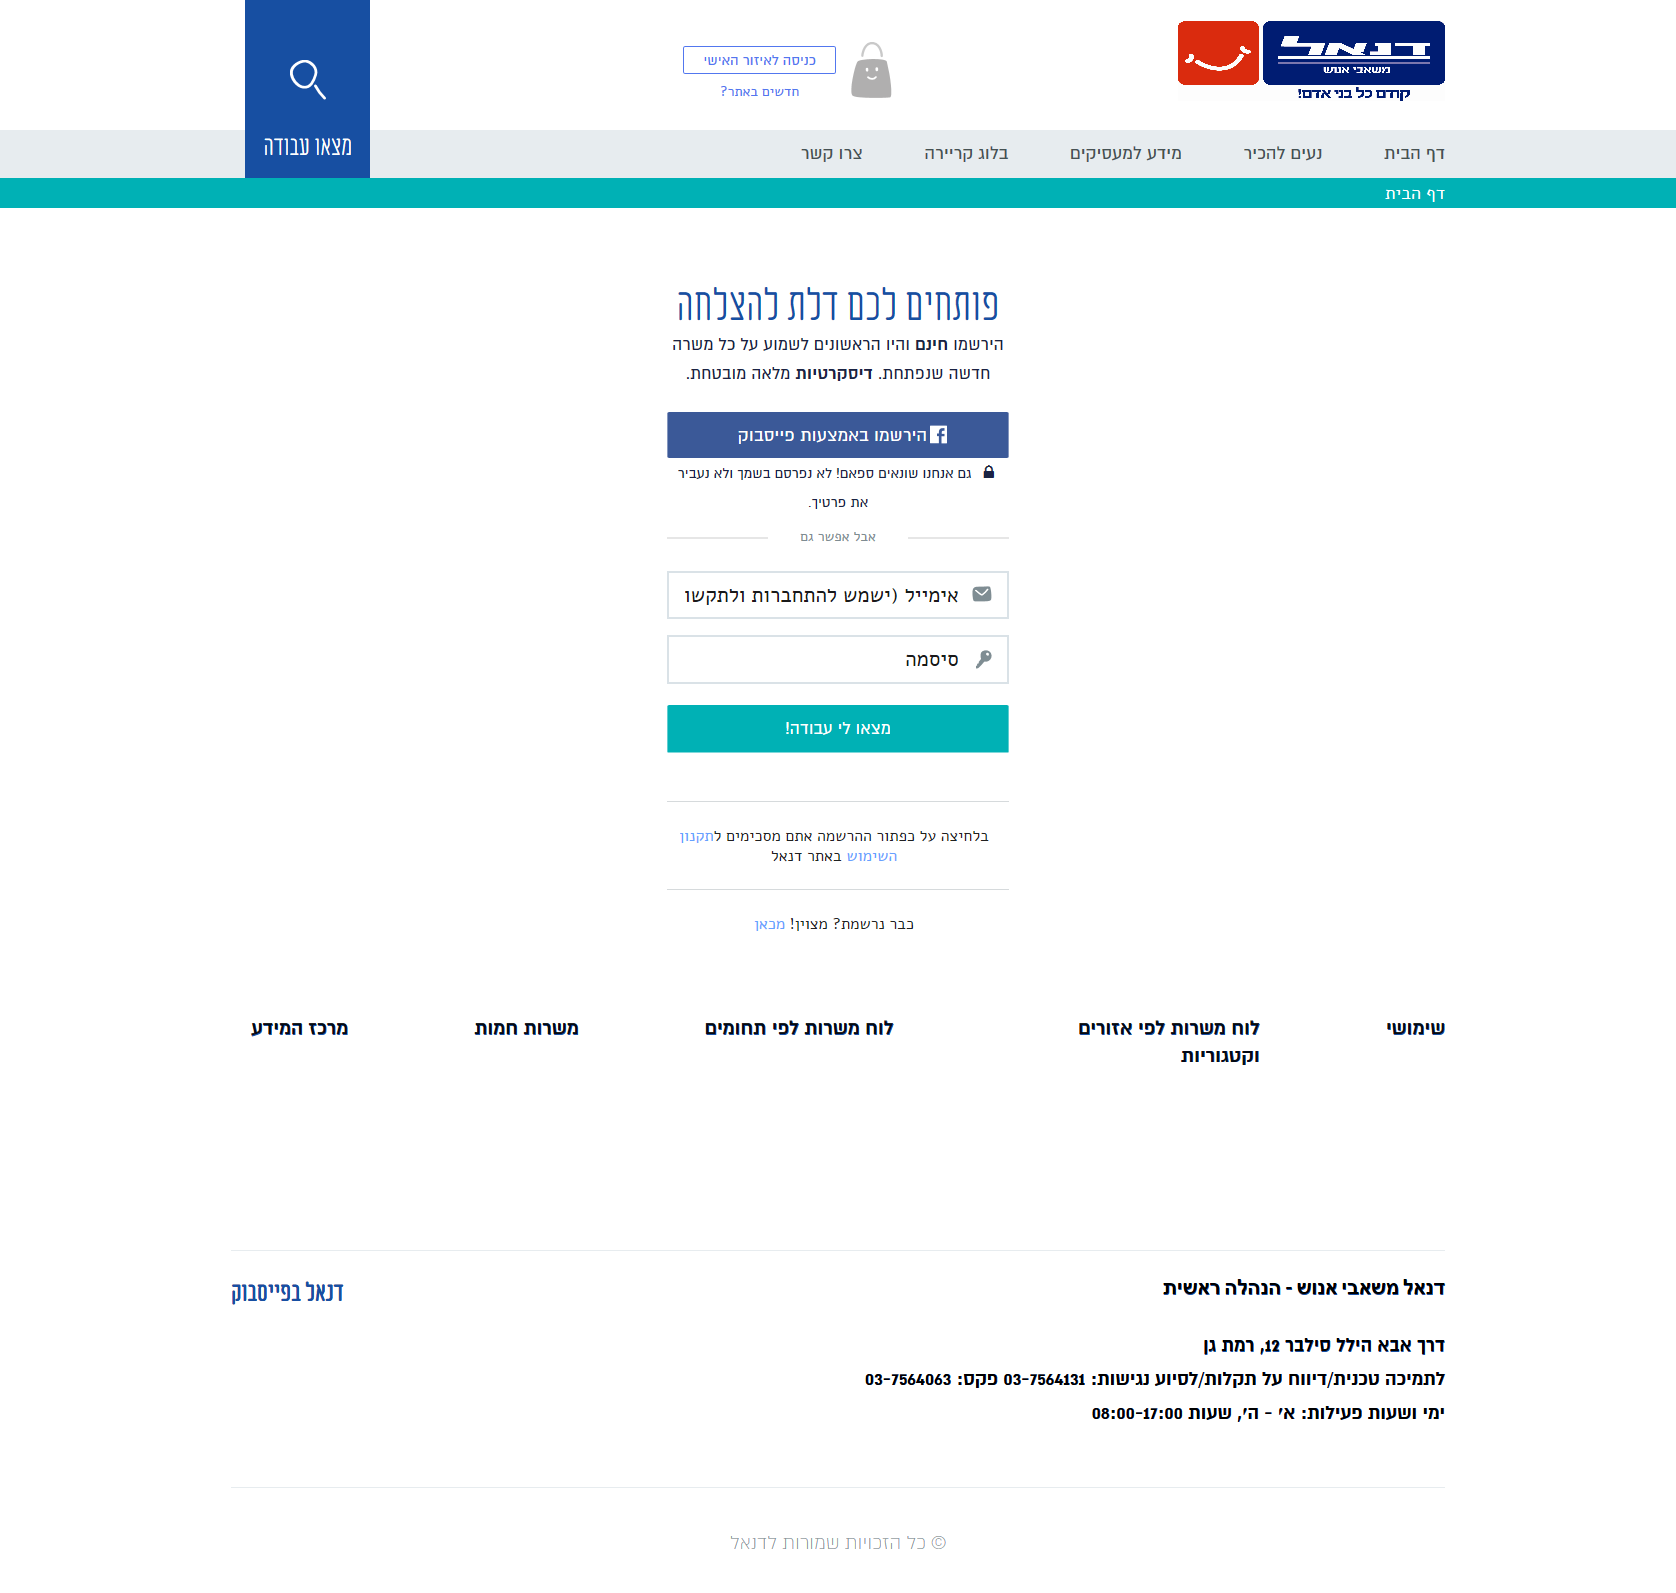 דנאל
משאבי אנוש
קודם כל בני אדם!
כניסה לאיזור האישי
חדשים באתר?
מצאו עבודה
דף הבית
נעים להכיר
מידע למעסיקים
בלוג קריירה
צרו קשר
דף הבית
פותחים לכם דלת להצלחה
הירשמו חינם והיו הראשונים לשמוע על כל משרה
חדשה שנפתחת. דיסקרטיות מלאה מובטחת.
הירשמו באמצעות פייסבוק
גם אנחנו שונאים ספאם! לא נפרסם בשמך ולא נעביר
את פרטיך.
אבל אפשר גם
אימייל (ישמש להתחברות ולתקשו
סיסמה
מצאו לי עבודה!
בלחיצה על כפתור ההרשמה אתם מסכימים לתקנון
השימוש באתר דנאל
כבר נרשמת? מצוין! מכאן
שימושי
לוח משרות לפי אזורים
וקטגוריות
לוח משרות לפי תחומים
משרות חמות
מרכז המידע
דנאל משאבי אנוש - הנהלה ראשית
דרך אבא הילל סילבר 12, רמת גן
לתמיכה טכנית/דיווח על תקלות/לסיוע נגישות: 03-7564131 פקס: 03-7564063
ימי ושעות פעילות: א' - ה', שעות 08:00-17:00
דנאל בפייסבוק
© כל הזכויות שמורות לדנאל